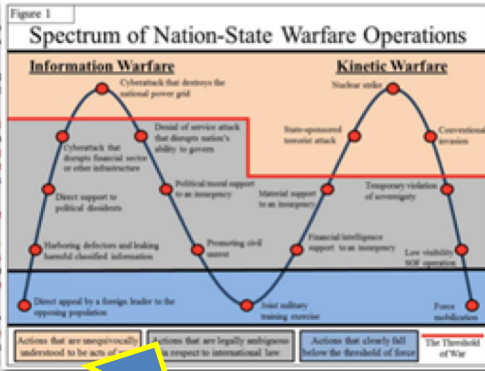 Figure 1
Spectrum of Nation-State Warfare Operations
Information Warfare
Kinetic Warfare
Cyberattack that destroys the
national power grid
Nuclear strike
Denial of service attack
that disrupts nation's
ability to govern
State-sponsored
terrorist attack
Conventional
invasion
Cyberattack that
disrupts financial sector
or other infrastructure
Political/moral support
to an insurgency
Material support
to an insurgency
Temporary violation
of sovereignty
Direct support to
political dissidents
Harboring defectors and leaking
harmful classified information
Promoting civil
unrest
Financial/intelligence
support to an insurgency
Low visibility
SOF operation
Direct appeal by a foreign leader to the
opposing population
Joint military
training exercise
Force
mobilization
Actions that are unequivocally
understood to be acts of
Actions that are legally ambiguous
respect to international law
Actions that clearly fall
below the threshold of force
The Threshold
of War